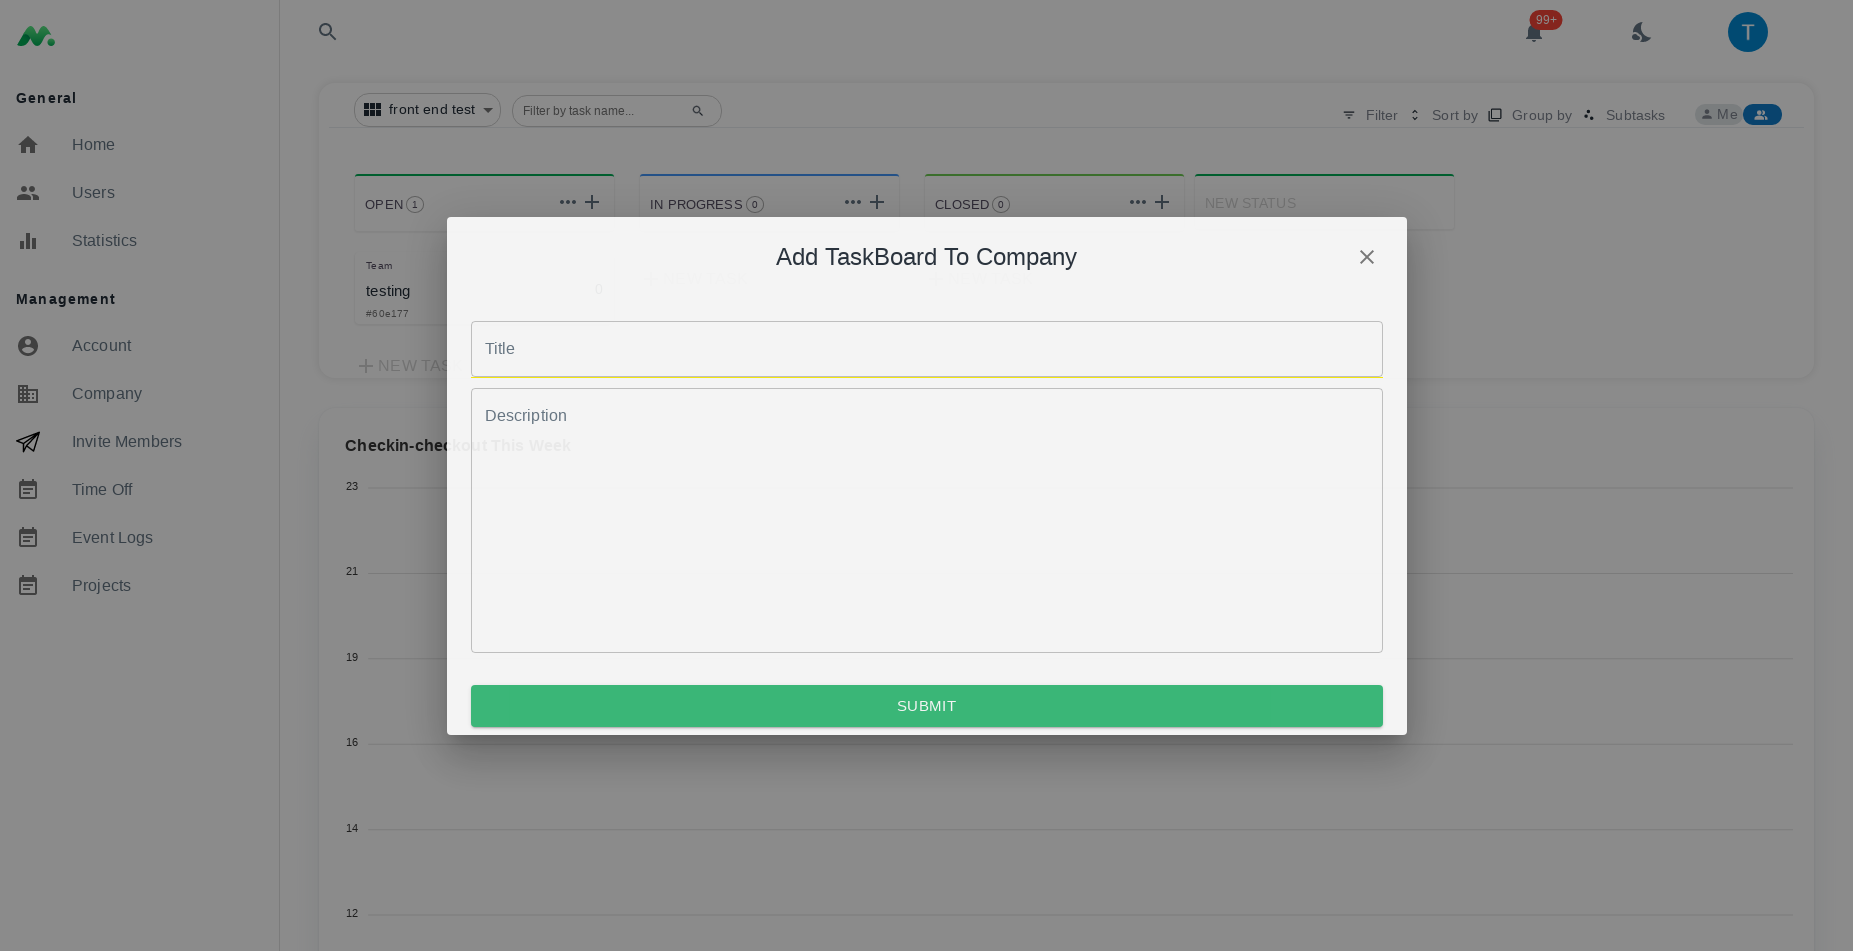 99+
T
General
Home
Users
Statistics
Management
Account
Company
Invite Members
Time Off
Event Logs
Projects
front end test
Filter by task name...
Filter
Sort by
Group by
Subtasks
Me
OPEN 1
IN PROGRESS 0
CLOSED 0
NEW STATUS
Team
testing
0
#60e177
NEW TAS
Add TaskBoard To Company
Title
Description
SUBMIT
Checkin-checkout This Week
23
21
19
16
14
12